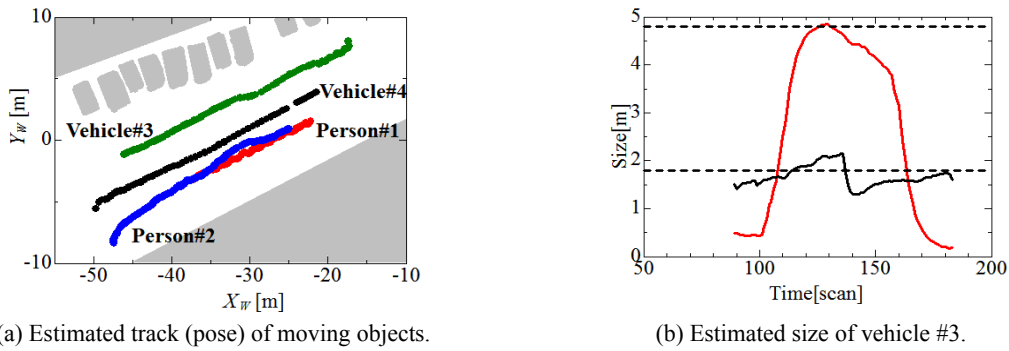 10
Y_W [m]
0
-10
Vehicle#3
Vehicle#4
Person#1
Person#2
-50
-40
-30
-20
-10
X_W [m]
(a) Estimated track (pose) of moving objects.
5
4
3
Size[m]
2
1
0
50
100
150
200
Time[scan]
(b) Estimated size of vehicle #3.